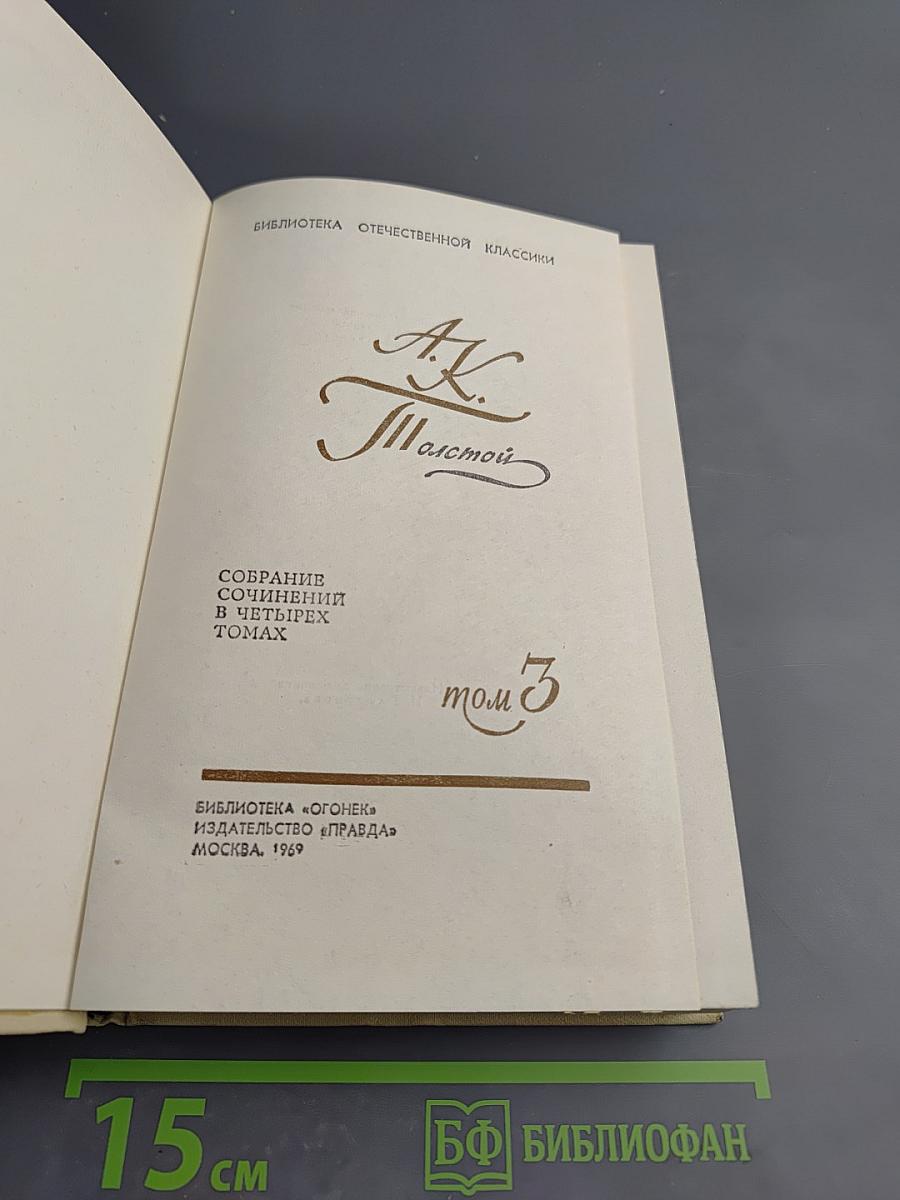 БИБЛИОТЕКА ОТЕЧЕСТВЕННОЙ КЛАССИКИ
А. К.
Толстой
СОБРАНИЕ
СОЧИНЕНИЙ
В ЧЕТЫРЕХ
ТОМАХ
том 3
БИБЛИОТЕКА «ОГОНЕК»
ИЗДАТЕЛЬСТВО «ПРАВДА»
МОСКВА. 1969
15 см
БФ БИБЛИОФАН